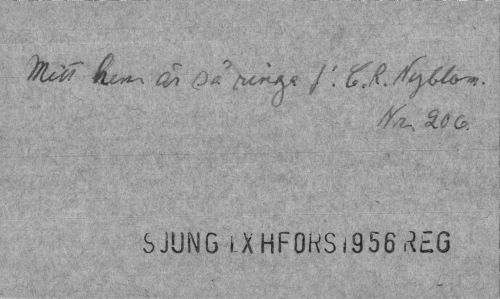 Mitt hem är så ringa f. C.R. Nyblom.
Nr. 206.
SJUNG IX HFORS 1956 REG